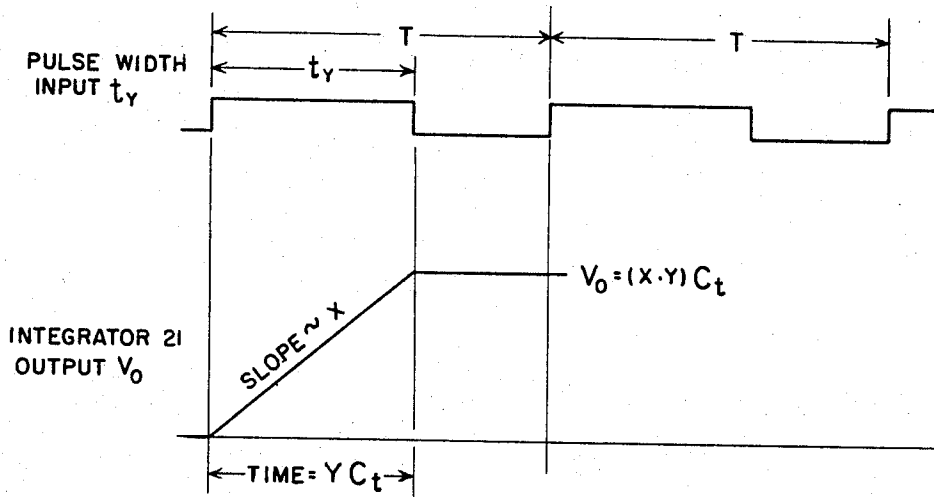 T
T
PULSE WIDTH
INPUT tY
tY
V0 = (X·Y) Ct
SLOPE ~ X
INTEGRATOR 21
OUTPUT V0
TIME = Y Ct